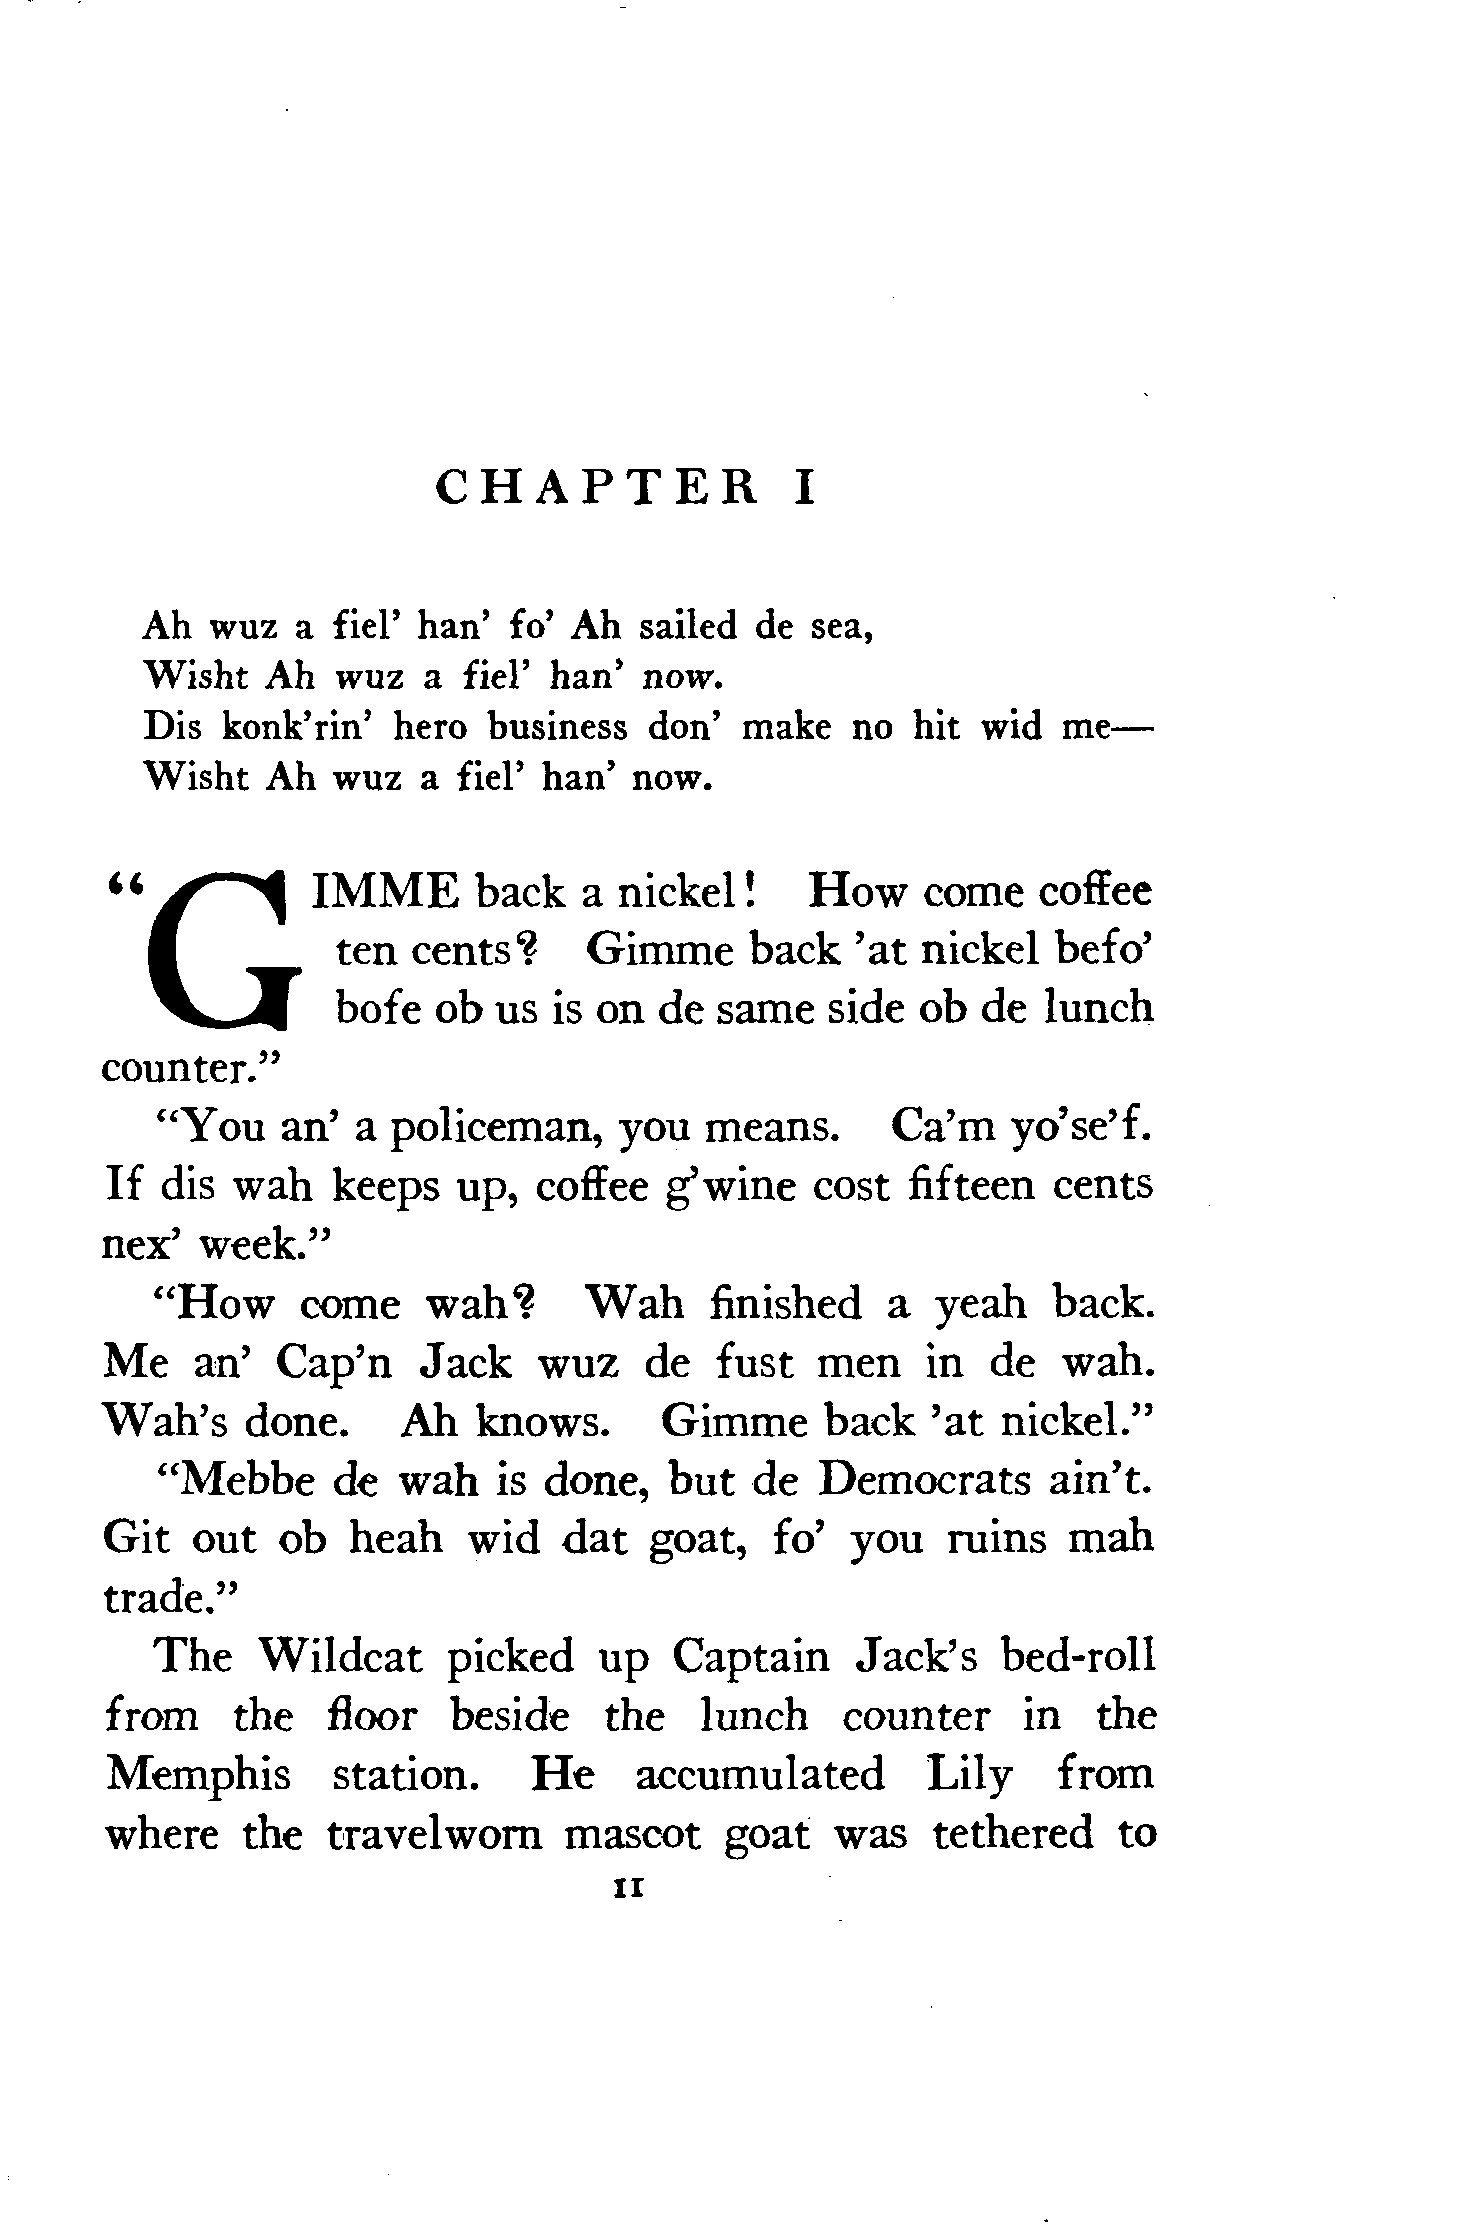 CHAPTER I
Ah wuz a fiel’ han’ fo’ Ah sailed de sea,
Wisht Ah wuz a fiel’ han’ now.
Dis konk’rin’ hero business don’ make no hit wid me—
Wisht Ah wuz a fiel’ han’ now.
“GIMME back a nickel! How come coffee
ten cents? Gimme back ’at nickel befo’
bofe ob us is on de same side ob de lunch
counter.”
“You an’ a policeman, you means. Ca’m yo’se’f.
If dis wah keeps up, coffee g’wine cost fifteen cents
nex’ week.”
“How come wah? Wah finished a yeah back.
Me an’ Cap’n Jack wuz de fust men in de wah.
Wah’s done. Ah knows. Gimme back ’at nickel.”
“Mebbe de wah is done, but de Democrats ain’t.
Git out ob heah wid dat goat, fo’ you ruins mah
trade.”
The Wildcat picked up Captain Jack’s bed-roll
from the floor beside the lunch counter in the
Memphis station. He accumulated Lily from
where the travelworn mascot goat was tethered to
11